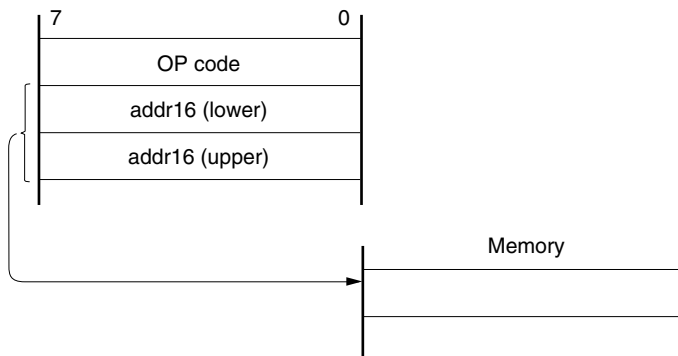 7 0
OP code
addr16 (lower)
addr16 (upper)
Memory